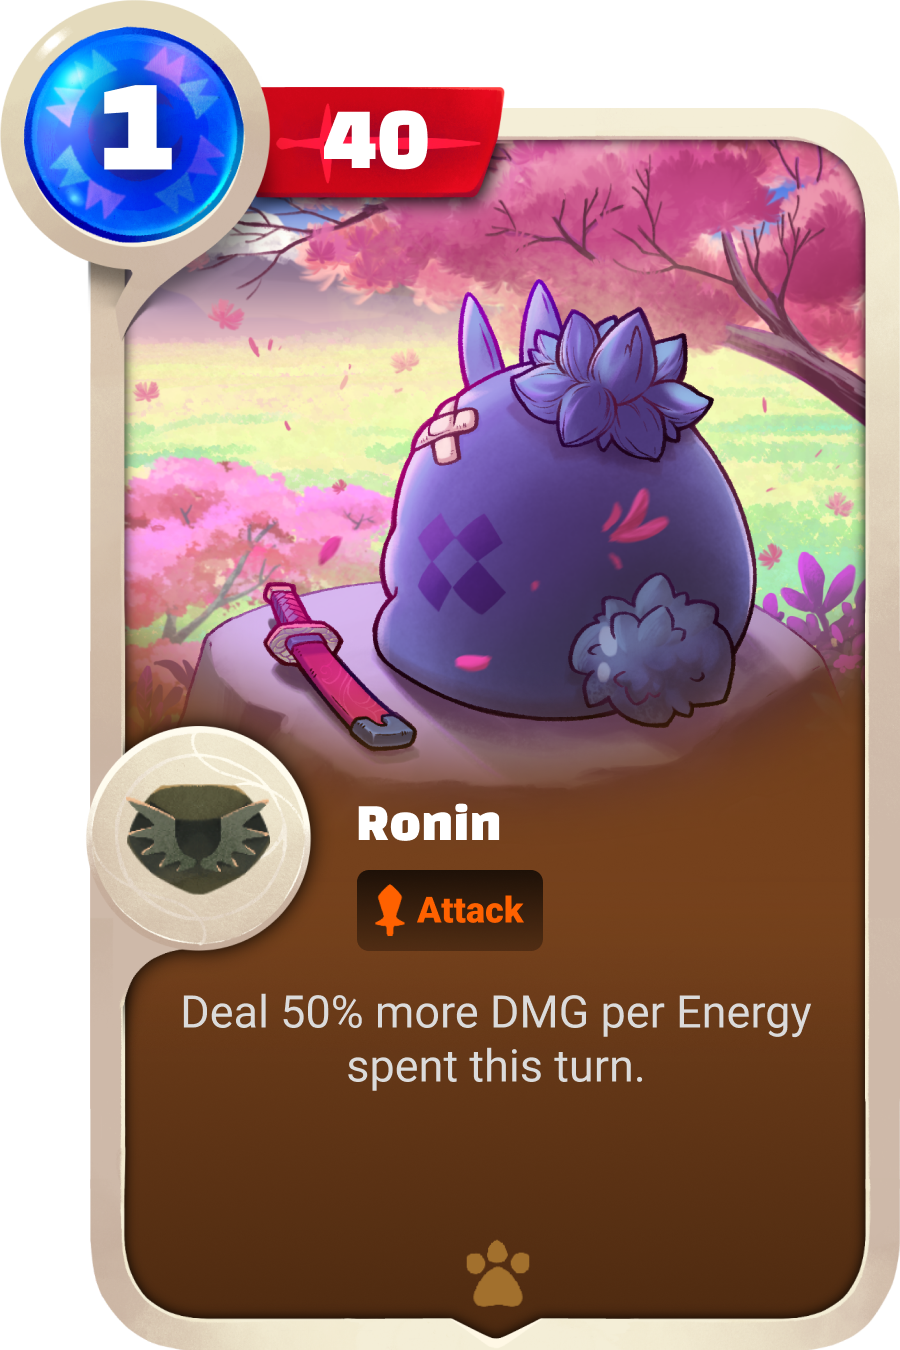 1
40
Ronin
Attack
Deal 50% more DMG per Energy
spent this turn.